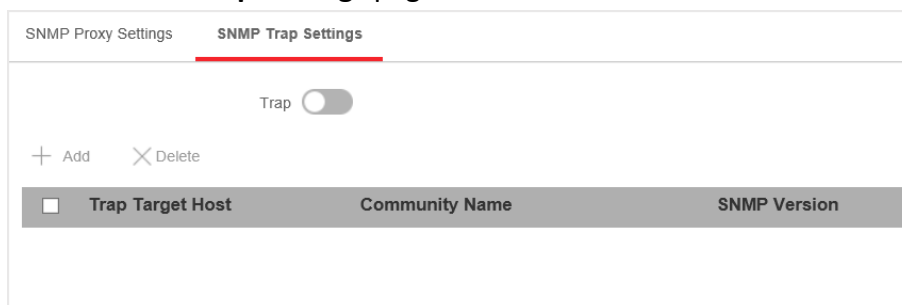 SNMP Proxy Settings SNMP Trap Settings
Trap
Add Delete
Trap Target Host Community Name SNMP Version